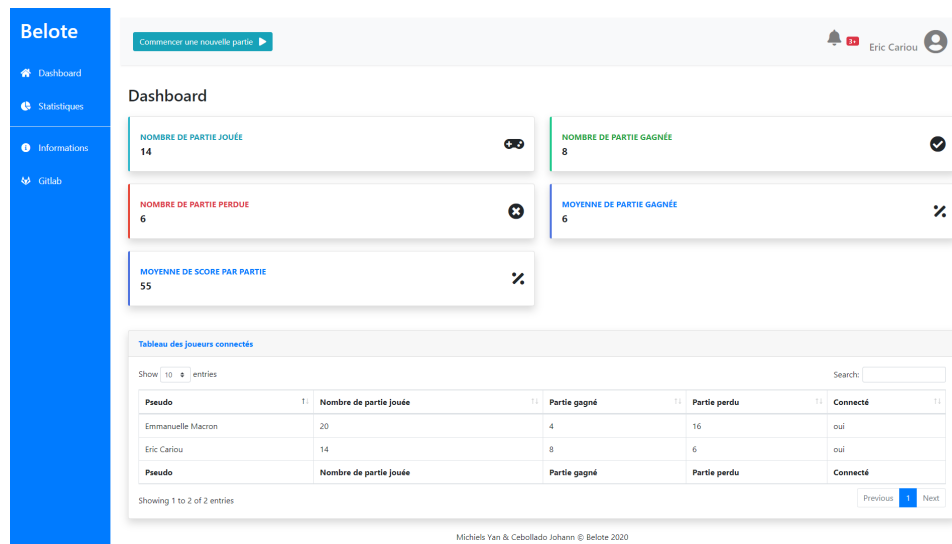 Belote
Commencer une nouvelle partie
3+
Eric Cariou
Dashboard
Statistiques
Informations
Gitlab
Dashboard
NOMBRE DE PARTIE JOUÉE
14
NOMBRE DE PARTIE GAGNÉE
8
NOMBRE DE PARTIE PERDUE
6
MOYENNE DE PARTIE GAGNÉE
6
MOYENNE DE SCORE PAR PARTIE
55
Tableau des joueurs connectés
Show 10 entries
Search:
Pseudo Nombre de partie jouée Partie gagné Partie perdu Connecté
Emmanuelle Macron 20 4 16 oui
Eric Cariou 14 8 6 oui
Pseudo Nombre de partie jouée Partie gagné Partie perdu Connecté
Showing 1 to 2 of 2 entries
Previous 1 Next
Michiels Yan & Cebollado Johann © Belote 2020